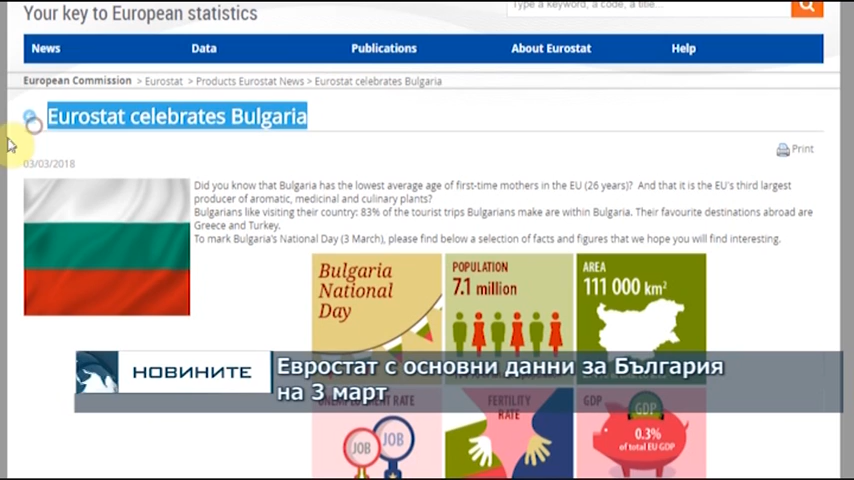 Your key to European statistics
Type a keyword, a code, a title...
News Data Publications About Eurostat Help
European Commission > Eurostat > Products Eurostat News > Eurostat celebrates Bulgaria
Eurostat celebrates Bulgaria
Print
03/03/2018
Did you know that Bulgaria has the lowest average age of first-time mothers in the EU (26 years)? And that it is the EU's third largest
producer of aromatic, medicinal and culinary plants?
Bulgarians like visiting their country: 83% of the tourist trips Bulgarians make are within Bulgaria. Their favourite destinations abroad are
Greece and Turkey.
To mark Bulgaria's National Day (3 March), please find below a selection of facts and figures that we hope you will find interesting.
Bulgaria
National
Day
POPULATION
7.1 million
AREA
111 000 km²
НОВИНИТЕ
Евростат с основни данни за България
на 3 март
RATE
FERTILITY
RATE
GDP
JOB
JOB
GDP
0.3%
of total EU GDP